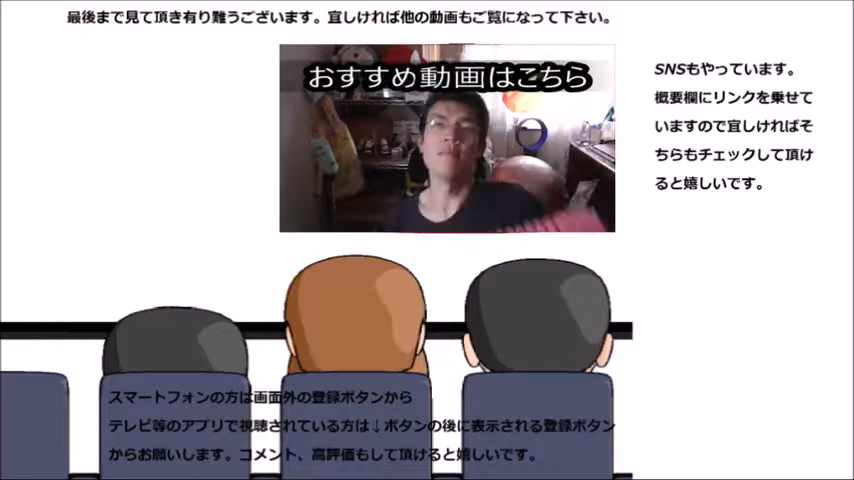 最後まで見て頂き有り難うございます。宜しければ他の動画もご覧になって下さい。
おすすめ動画はこちら
SNSもやっています。
概要欄にリンクを乗せて
いますので宜しければそ
ちらもチェックして頂け
ると嬉しいです。
スマートフォンの方は画面外の登録ボタンから
テレビ等のアプリで視聴されている方は↓ボタンの後に表示される登録ボタン
からお願いします。コメント、高評価もして頂けると嬉しいです。